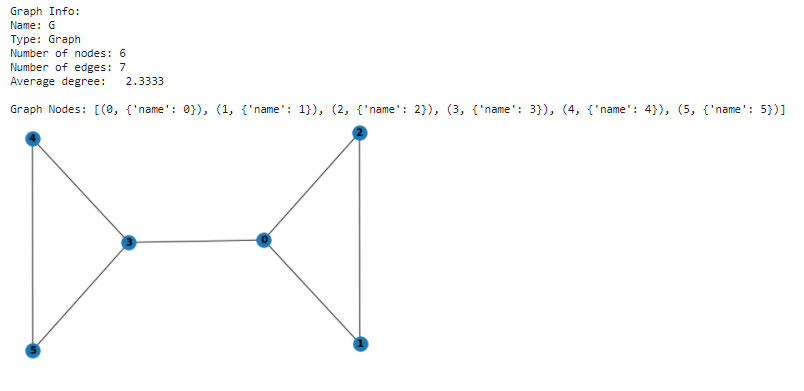 Graph Info:
Name: G
Type: Graph
Number of nodes: 6
Number of edges: 7
Average degree:   2.3333
Graph Nodes: [(0, {'name': 0}), (1, {'name': 1}), (2, {'name': 2}), (3, {'name': 3}), (4, {'name': 4}), (5, {'name': 5})]
4
2
3
0
5
1